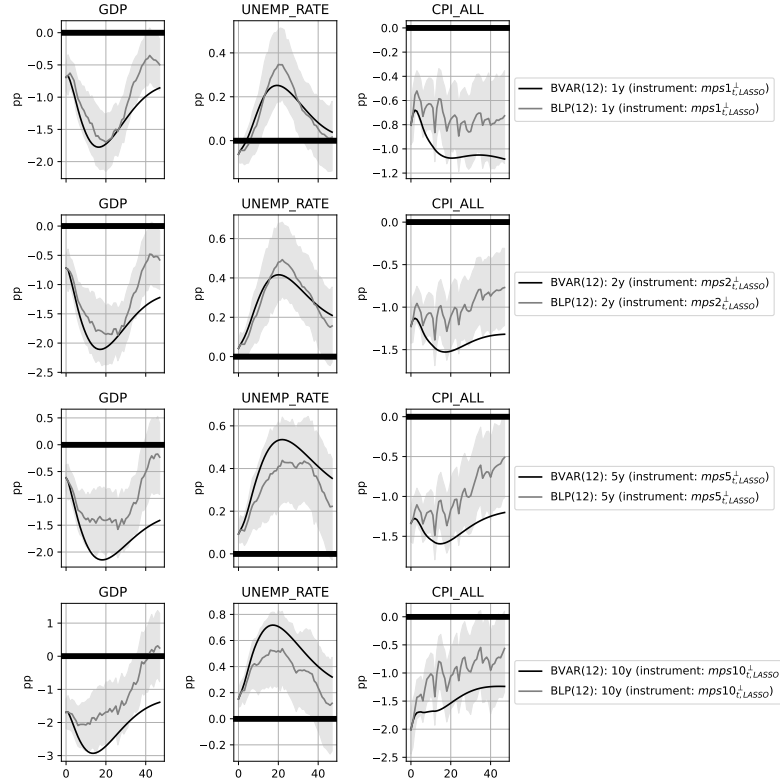 GDP UNEMP_RATE CPI_ALL
0.0
−0.5
−1.0
−1.5
−2.0
pp
0.4
0.2
0.0
pp
0.0
−0.2
−0.4
−0.6
−0.8
−1.0
−1.2
pp
BVAR(12): 1y (instrument: mps1⊥t,LASSO)
BLP(12): 1y (instrument: mps1⊥t,LASSO)
GDP UNEMP_RATE CPI_ALL
0.0
−0.5
−1.0
−1.5
−2.0
−2.5
pp
0.6
0.4
0.2
0.0
pp
0.0
−0.5
−1.0
−1.5
pp
BVAR(12): 2y (instrument: mps2⊥t,LASSO)
BLP(12): 2y (instrument: mps2⊥t,LASSO)
GDP UNEMP_RATE CPI_ALL
0.5
0.0
−0.5
−1.0
−1.5
−2.0
pp
0.6
0.4
0.2
0.0
pp
0.0
−0.5
−1.0
−1.5
pp
BVAR(12): 5y (instrument: mps5⊥t,LASSO)
BLP(12): 5y (instrument: mps5⊥t,LASSO)
GDP UNEMP_RATE CPI_ALL
1
0
−1
−2
−3
pp
0.8
0.6
0.4
0.2
0.0
−0.2
pp
0.0
−0.5
−1.0
−1.5
−2.0
−2.5
pp
BVAR(12): 10y (instrument: mps10⊥t,LASSO)
BLP(12): 10y (instrument: mps10⊥t,LASSO)
0 20 40 0 20 40 0 20 40